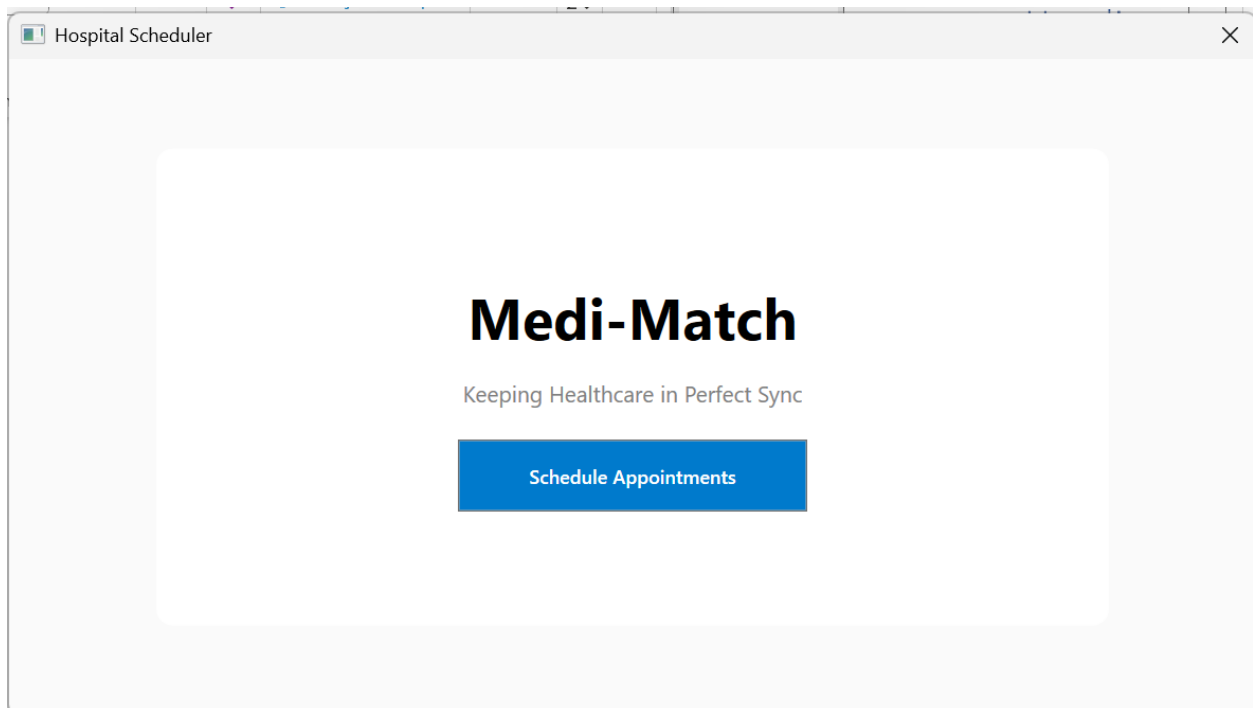 Hospital Scheduler
Medi-Match
Keeping Healthcare in Perfect Sync
Schedule Appointments